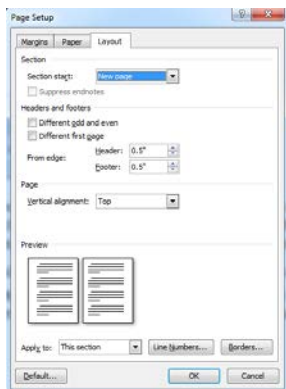 Page Setup
Margins Paper Layout
Section
Section start: New page
Suppress endnotes
Headers and footers
Different odd and even
Different first page
From edge: Header: 0.5"
Footer: 0.5"
Page
Vertical alignment: Top
Preview
Apply to: This section Line Numbers... Borders...
Default... OK Cancel